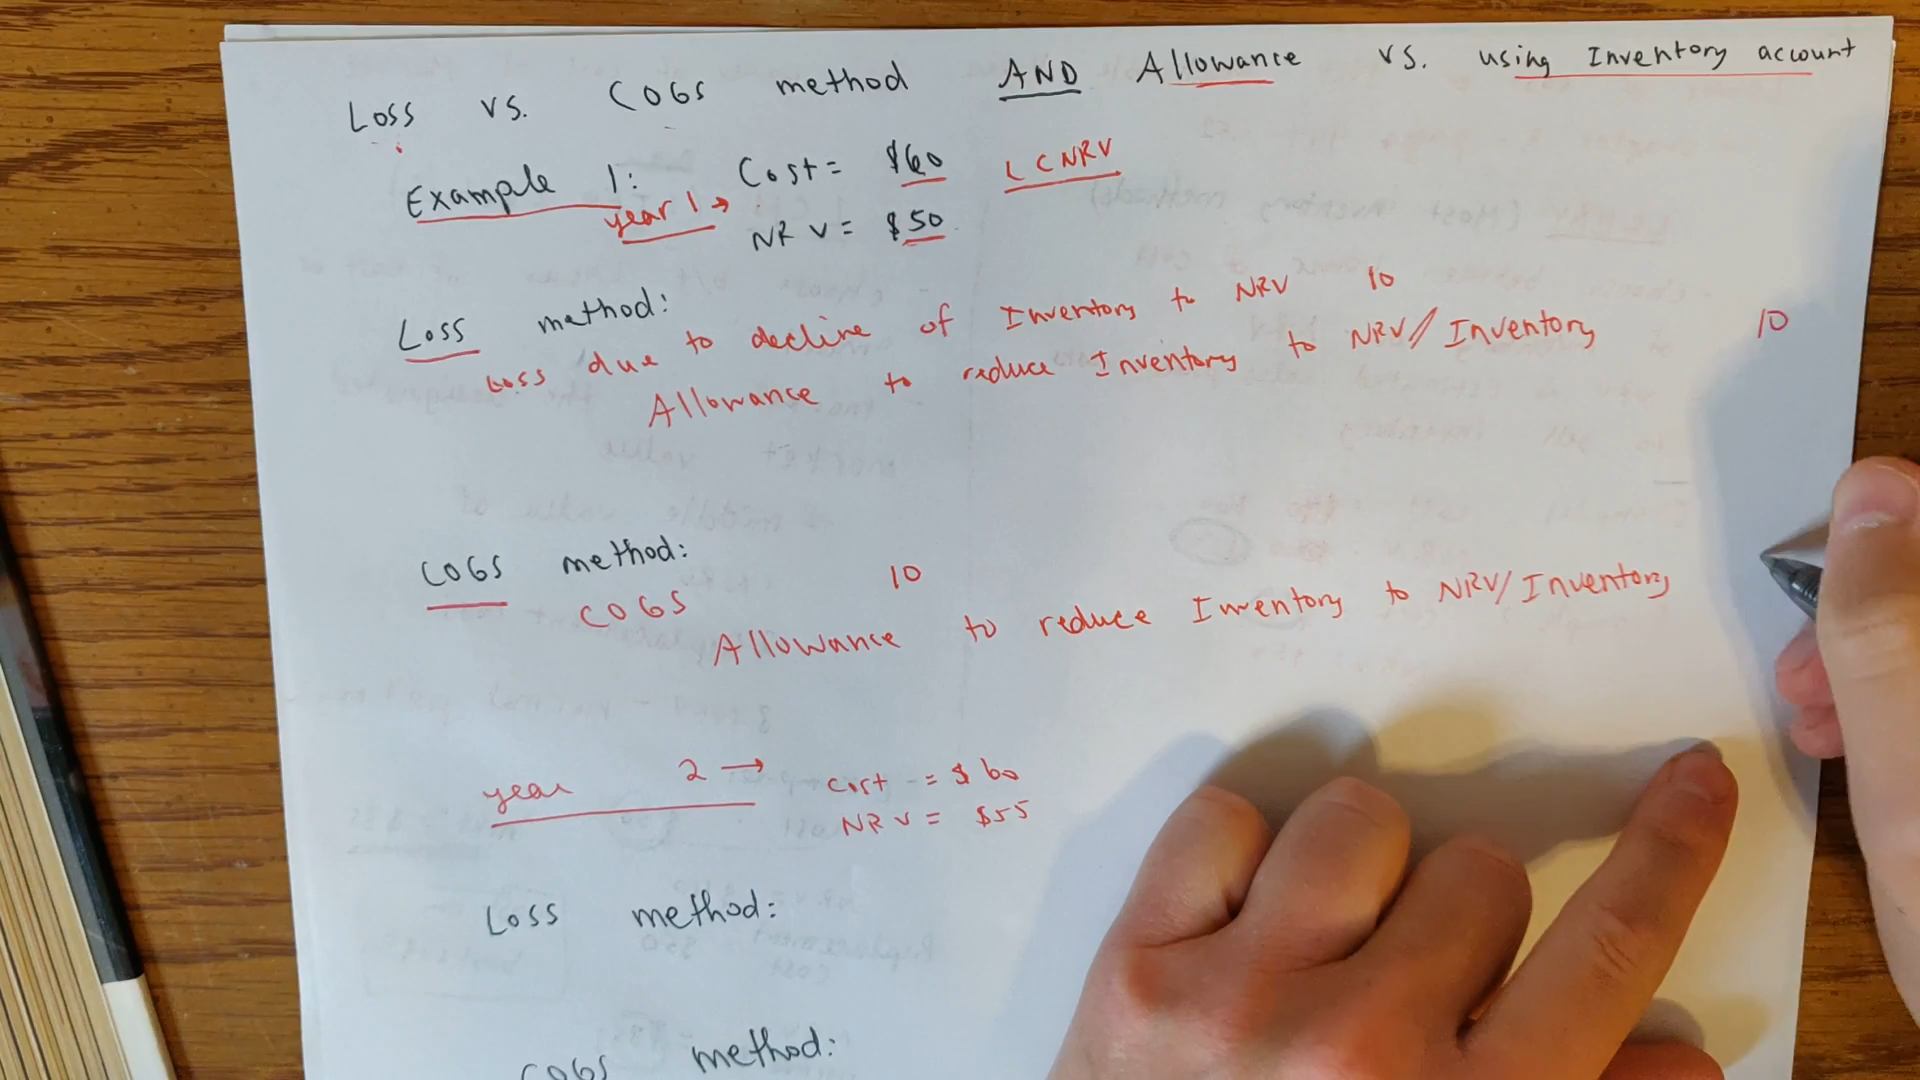 Loss vs. COGS method AND Allowance vs. using Inventory account
Example 1: Cost = $60 LCNRV
year 1 → NRV = $50
Loss method:
Loss due to decline of Inventory to NRV 10
Allowance to reduce Inventory to NRV/Inventory 10
COGS method:
COGS 10
Allowance to reduce Inventory to NRV/Inventory
year 2 → Cost = $60
NRV = $55
Loss method:
COGS method: